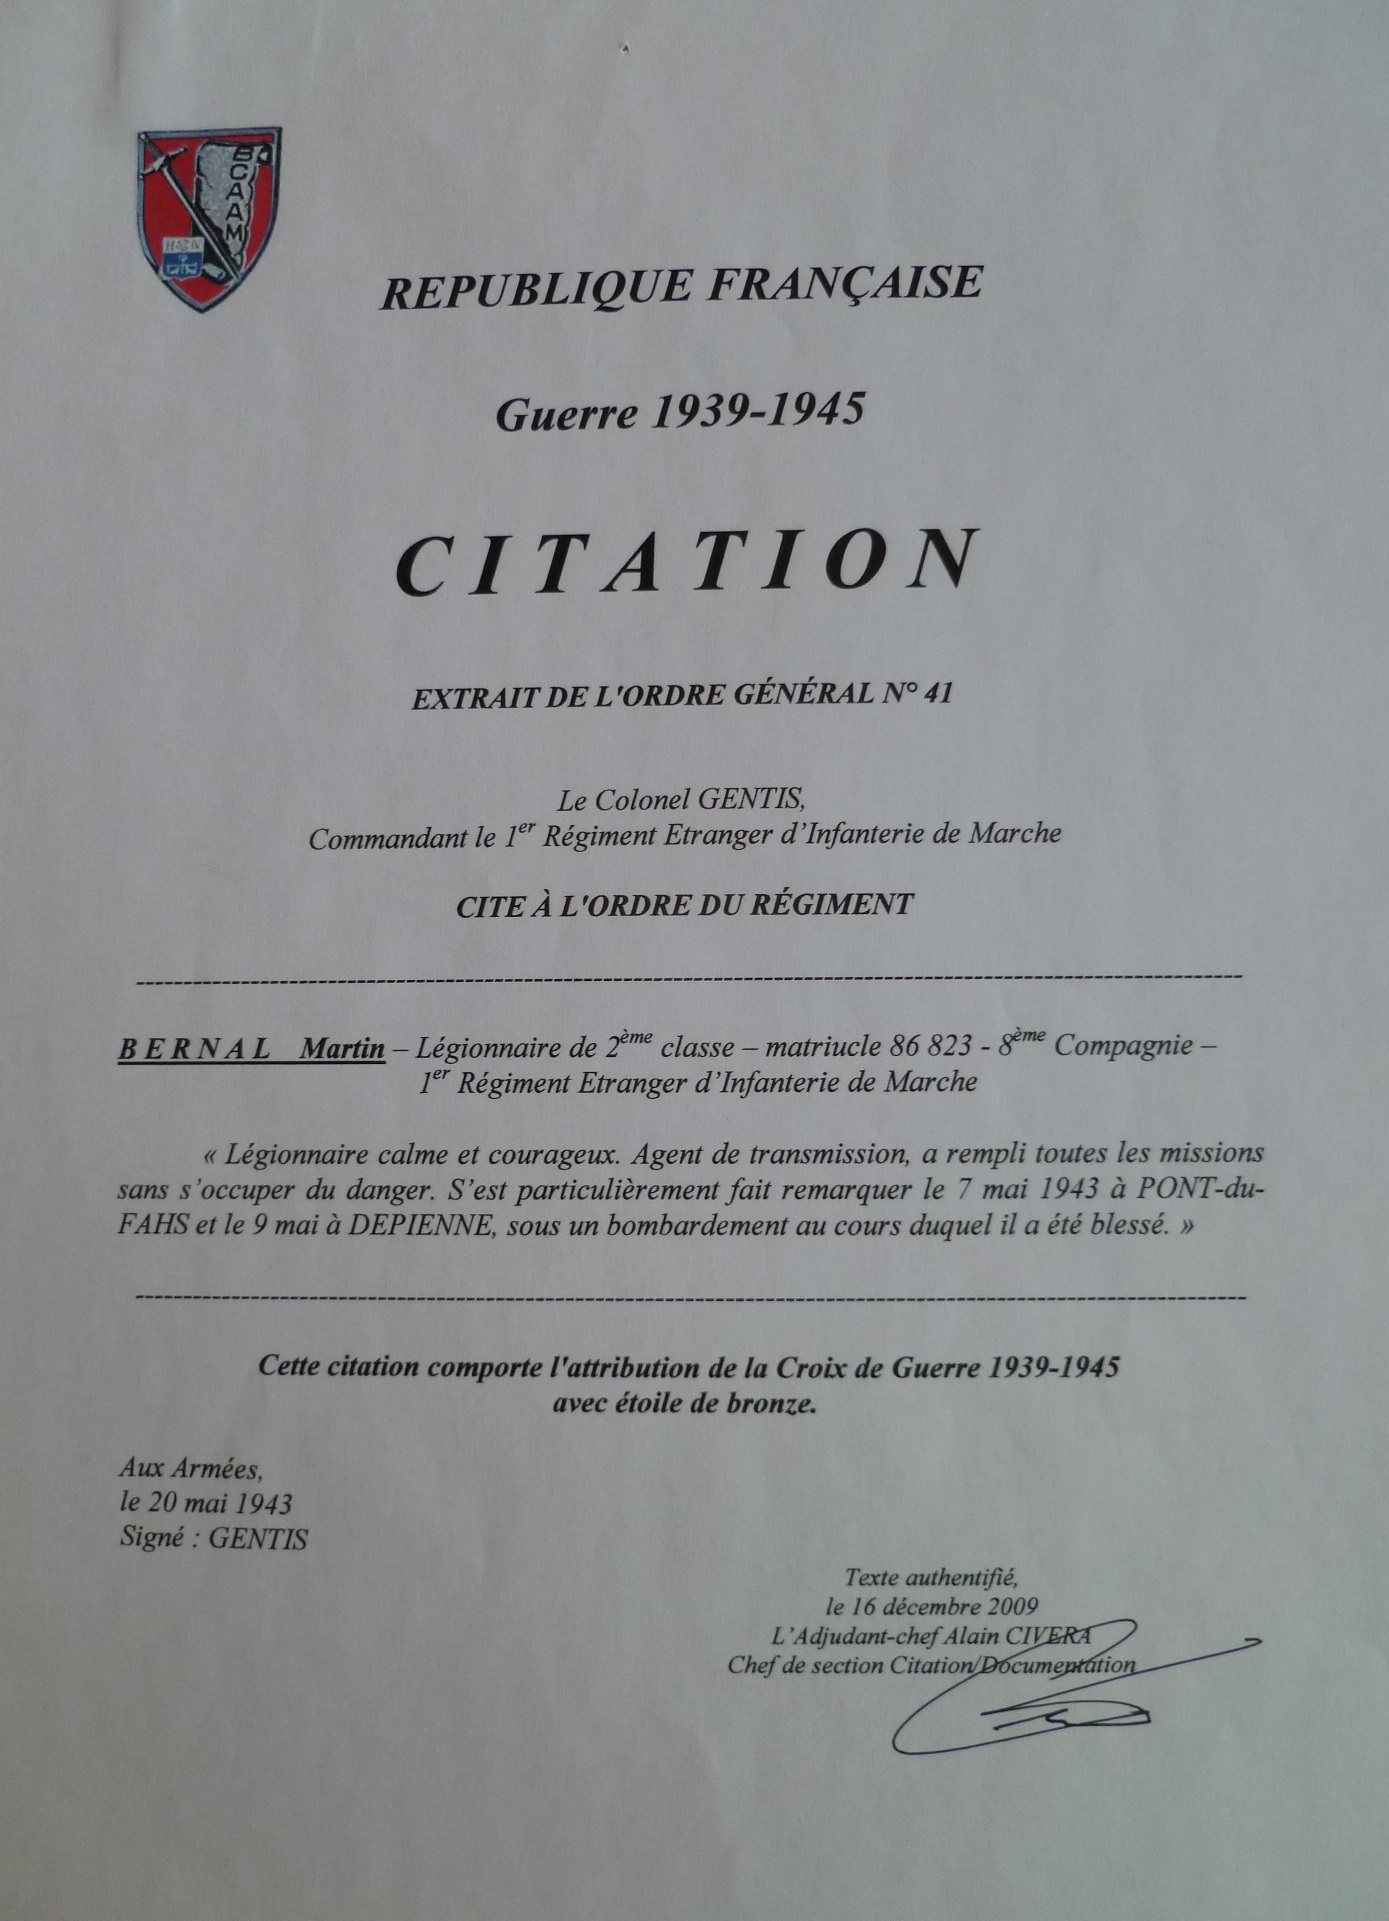 BCAAM
REPUBLIQUE FRANÇAISE
Guerre 1939-1945
CITATION
EXTRAIT DE L'ORDRE GÉNÉRAL N° 41
Le Colonel GENTIS,
Commandant le 1er Régiment Etranger d’Infanterie de Marche
CITE À L'ORDRE DU RÉGIMENT
BERNAL Martin – Légionnaire de 2ème classe – matriucle 86 823 - 8ème Compagnie –
1er Régiment Etranger d’Infanterie de Marche
« Légionnaire calme et courageux. Agent de transmission, a rempli toutes les missions
sans s’occuper du danger. S’est particulièrement fait remarquer le 7 mai 1943 à PONT-du-
FAHS et le 9 mai à DEPIENNE, sous un bombardement au cours duquel il a été blessé. »
Cette citation comporte l'attribution de la Croix de Guerre 1939-1945
avec étoile de bronze.
Aux Armées,
le 20 mai 1943
Signé : GENTIS
Texte authentifié,
le 16 décembre 2009
L’Adjudant-chef Alain CIVERA
Chef de section Citation/Documentation